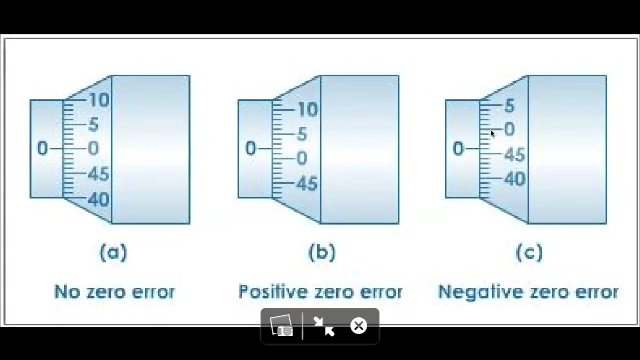 10 5 0 45 40
0
10 5 0 45
0
5 0 45 40
0
(a) (b) (c)
No zero error Positive zero error Negative zero error